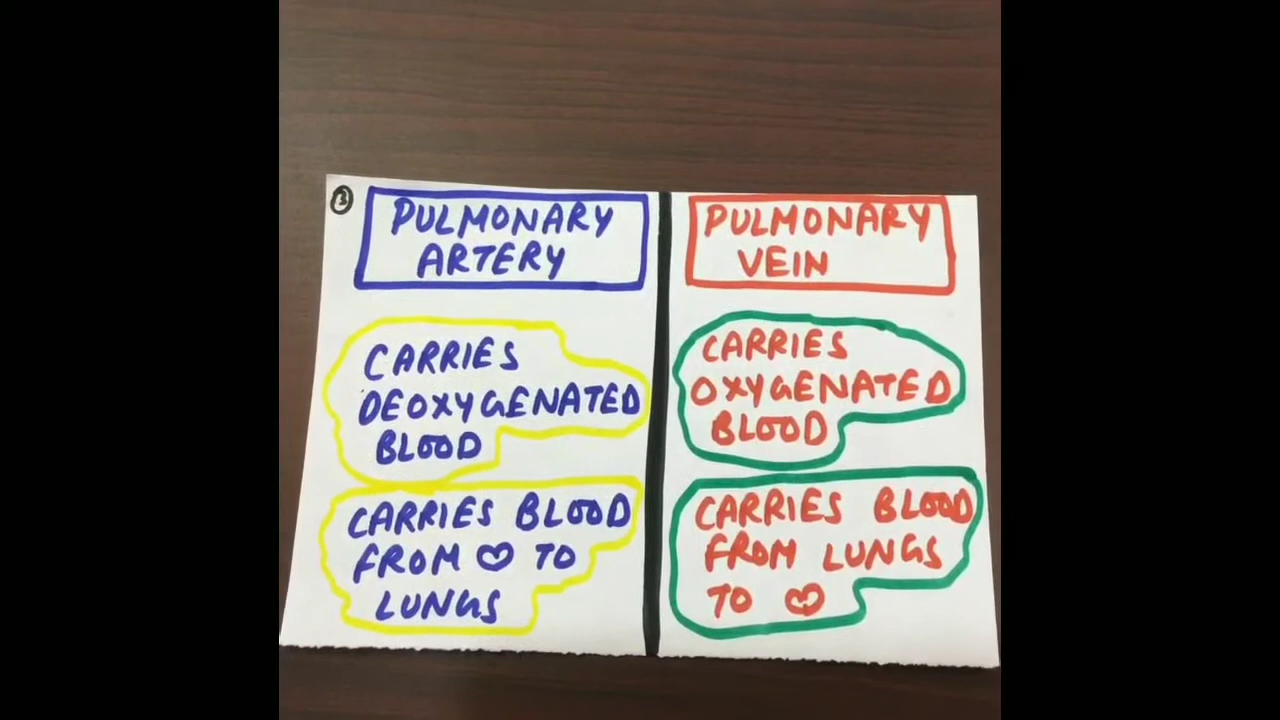 3
PULMONARY
ARTERY
CARRIES
DEOXYGENATED
BLOOD
CARRIES BLOOD
FROM ♡ TO
LUNGS
PULMONARY
VEIN
CARRIES
OXYGENATED
BLOOD
CARRIES BLOOD
FROM LUNGS
TO ♡